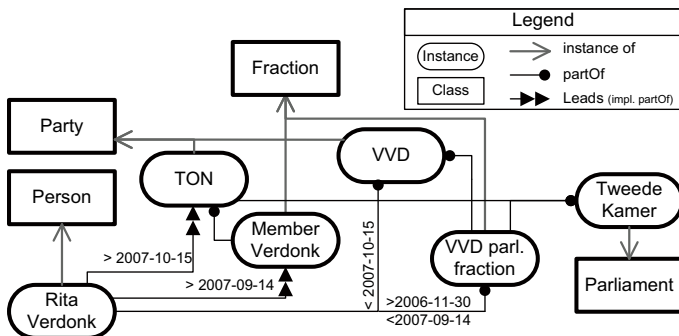 Legend
Instance
instance of
partOf
Class
Leads (impl. partOf)
Fraction
Party
VVD
TON
Person
Tweede
Kamer
Member
Verdonk
VVD parl.
fraction
> 2007-10-15
> 2007-09-14
< 2007-10-15
>2006-11-30
<2007-09-14
Rita
Verdonk
Parliament